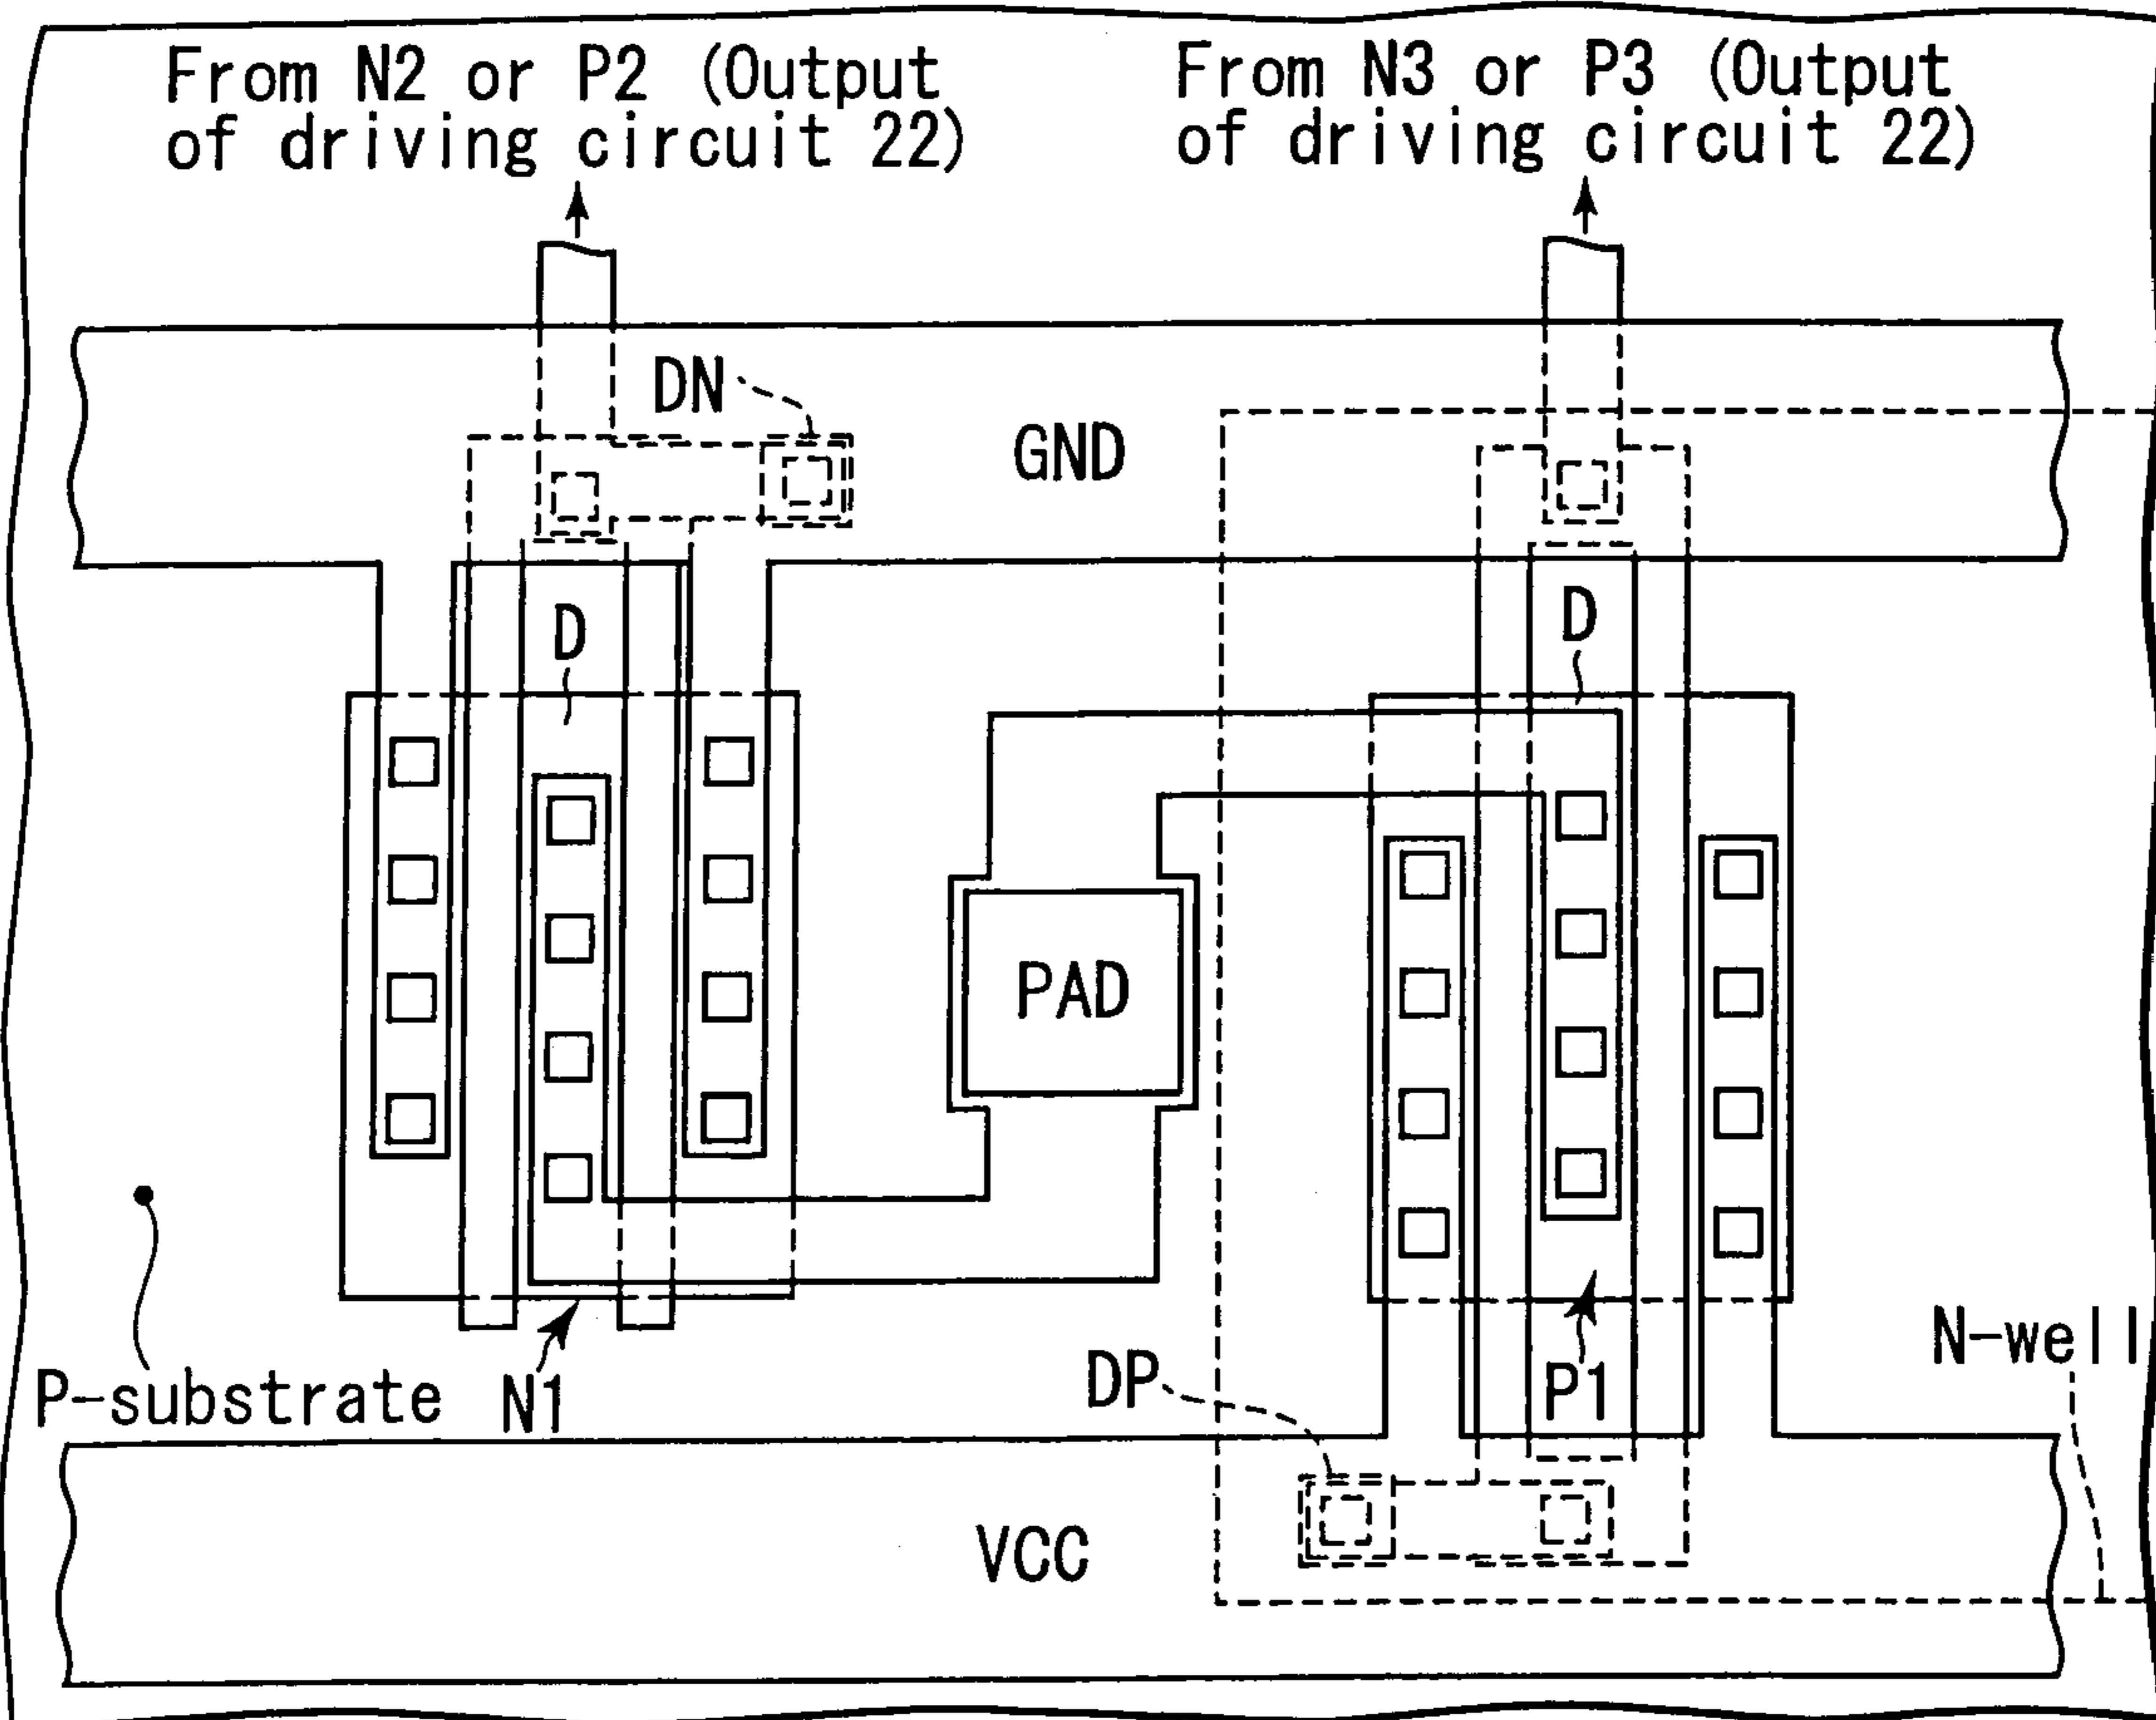 From N2 or P2 (Output
of driving circuit 22)
From N3 or P3 (Output
of driving circuit 22)
DN
GND
D
D
PAD
N-well
DP
P1
P-substrate
N1
VCC